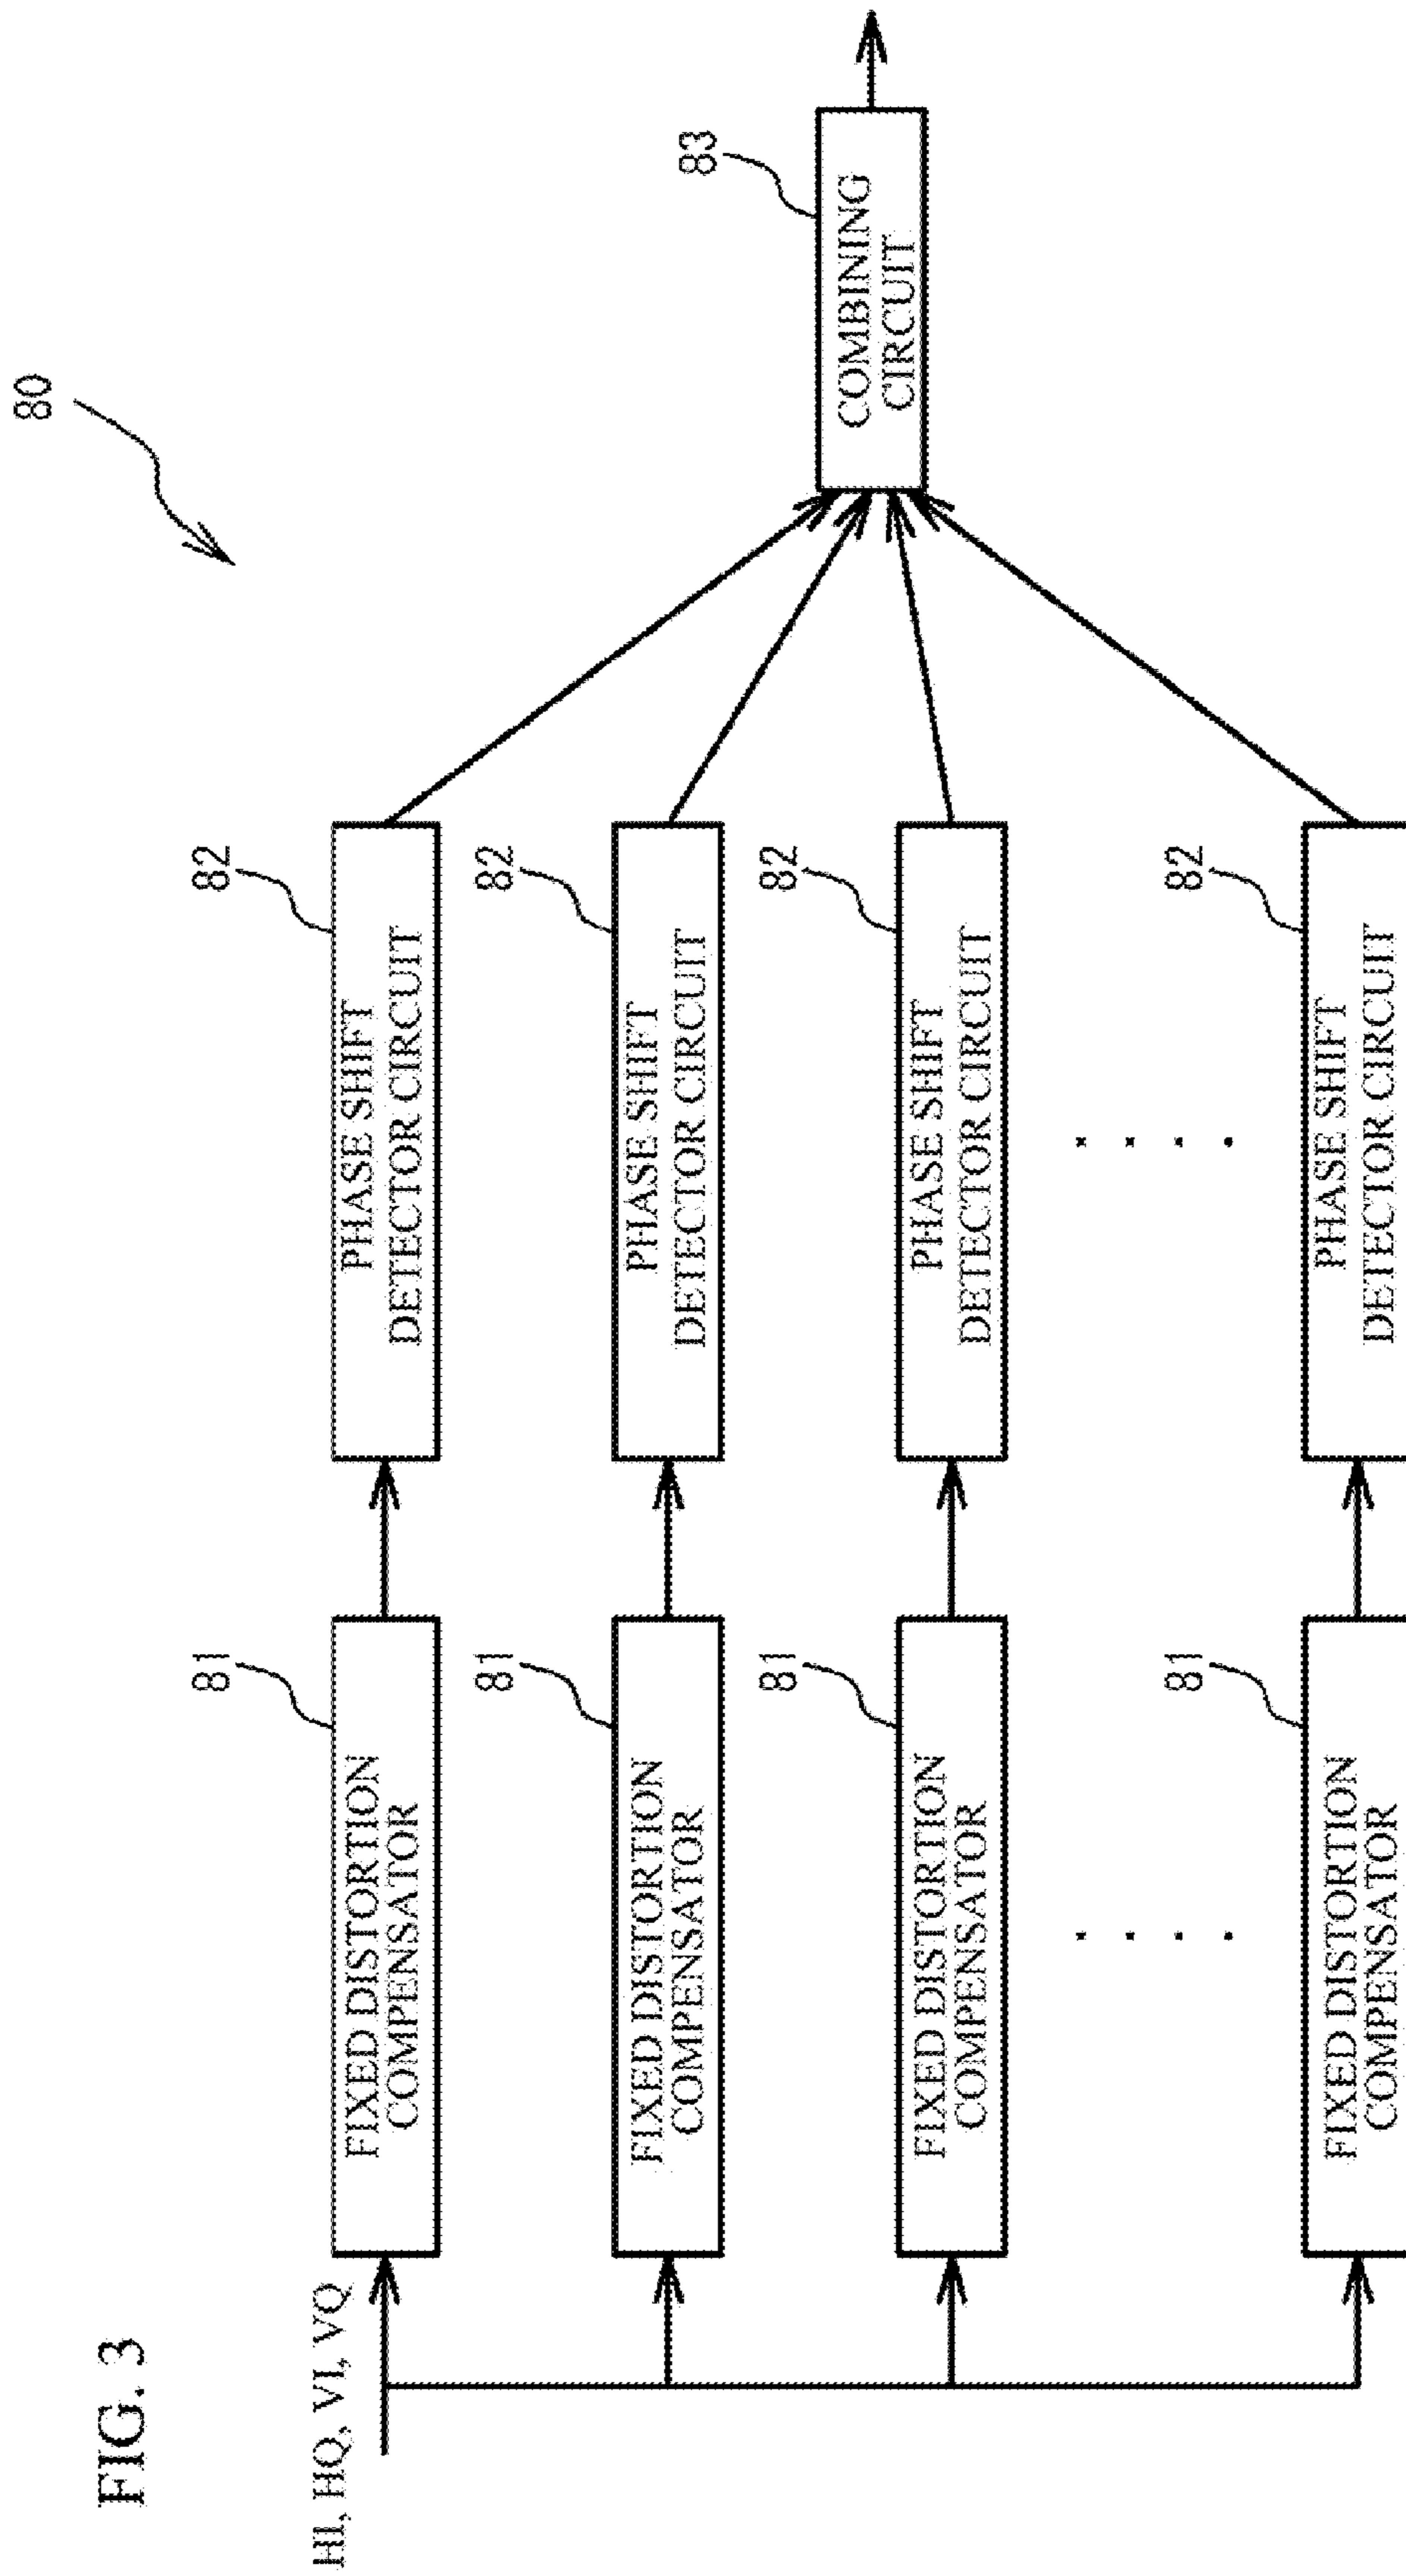 FIG. 3
80
HI, HQ, VI, VQ
81
FIXED DISTORTION
COMPENSATOR
82
PHASE SHIFT
DETECTOR CIRCUIT
81
FIXED DISTORTION
COMPENSATOR
82
PHASE SHIFT
DETECTOR CIRCUIT
83
COMBINING
CIRCUIT
81
FIXED DISTORTION
COMPENSATOR
82
PHASE SHIFT
DETECTOR CIRCUIT
. . . .
. . . .
81
FIXED DISTORTION
COMPENSATOR
82
PHASE SHIFT
DETECTOR CIRCUIT